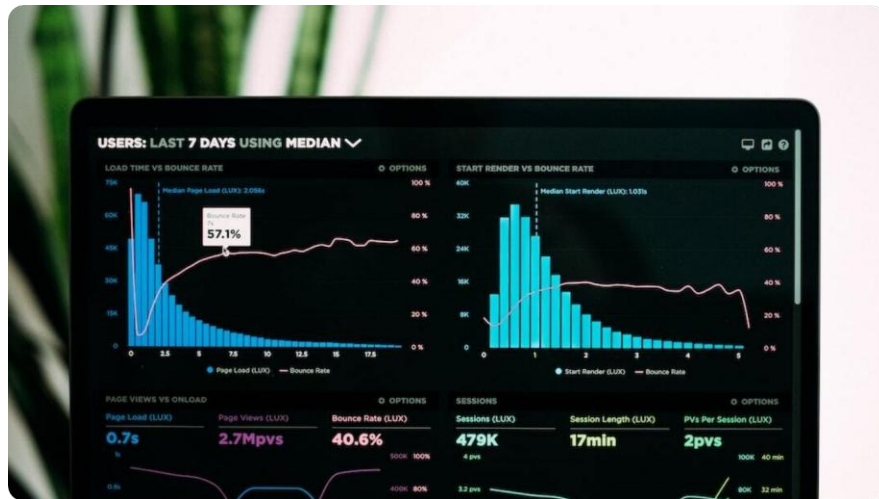 USERS: LAST 7 DAYS USING MEDIAN
LOAD TIME VS BOUNCE RATE
OPTIONS
75K
100 %
Median Page Load (LUX): 2.056s
Bounce Rate
7s
57.1%
60K
80 %
45K
60 %
30K
40 %
15K
20 %
0
0 %
12.5
2.5
5
7.5
10
12.5
15
17.5
Page Load (LUX)
Bounce Rate
START RENDER VS BOUNCE RATE
OPTIONS
40K
100 %
Median Start Render (LUX): 1.031s
32K
80 %
24K
60 %
16K
40 %
8K
20 %
0
0 %
0
1
2
3
4
5
Start Render (LUX)
Bounce Rate
PAGE VIEWS VS ONLOAD
OPTIONS
Page Load (LUX)
Page Views (LUX)
Bounce Rate (LUX)
0.7s
2.7Mpvs
40.6%
1s
500K 100%
0.8s
400K 80%
SESSIONS
OPTIONS
Sessions (LUX)
Session Length (LUX)
PVs Per Session (LUX)
479K
17min
2pvs
4 pvs
100K 40 min
3.2 pvs
80K 32 min